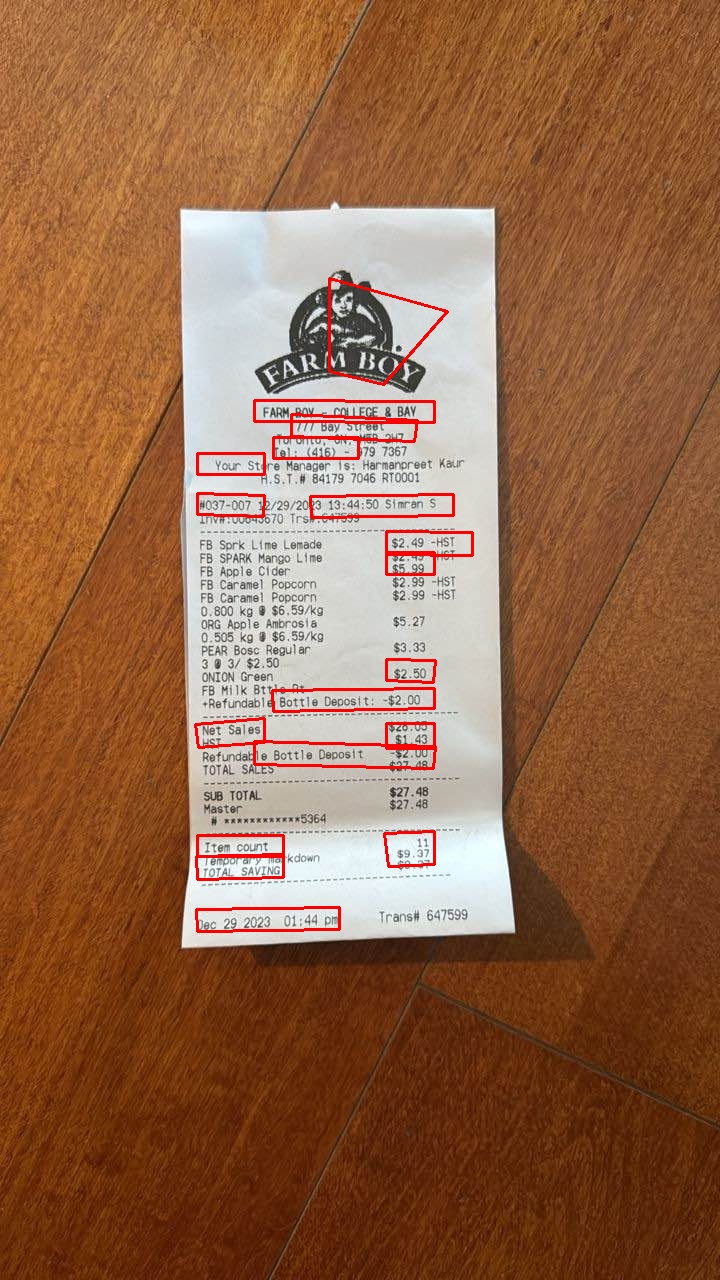 FARM BOY
FARM BOY - COLLEGE & BAY
777 Bay Street
Toronto, ON, M5B 2H7
Tel: (416) - 979 7367
Your Store Manager is: Harmanpreet Kaur
H.S.T.# 84179 7046 RT0001
#037-007 12/29/2023 13:44:50 Simran S
Inv#:00643670 Trs#:647599
FB Sprk Lime Lemade $2.49 -HST
FB SPARK Mango Lime $2.49 -HST
FB Apple Cider $5.99
FB Caramel Popcorn $2.99 -HST
FB Caramel Popcorn $2.99 -HST
0.800 kg @ $6.59/kg
ORG Apple Ambrosia $5.27
0.505 kg @ $6.59/kg
PEAR Bosc Regular $3.33
3 @ 3/ $2.50
ONION Green $2.50
FB Milk Bttle Rt
+Refundable Bottle Deposit: -$2.00
Net Sales $28.05
HST $1.43
Refundable Bottle Deposit -$2.00
TOTAL SALES $27.48
SUB TOTAL $27.48
Master $27.48
# ************5364
Item count 11
Temporary Markdown $9.37
TOTAL SAVING $9.37
Dec 29 2023 01:44 pm Trans# 647599